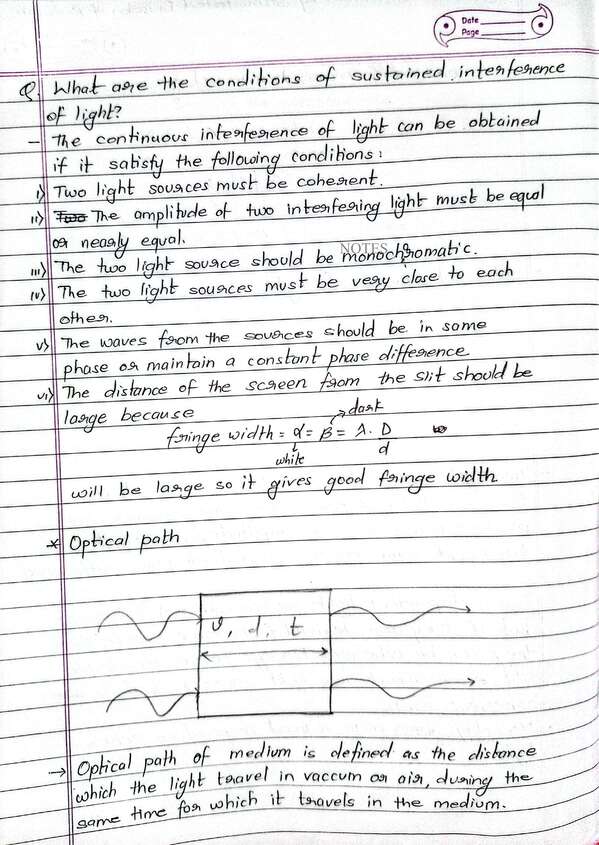 Date
Page
Q What are the conditions of sustained interference
of light?
- The continuous interference of light can be obtained
if it satisfy the following conditions:
i) Two light sources must be coherent.
ii) Two The amplitude of two interfering light must be equal
or nearly equal.
NOTES
iii) The two light source should be monochromatic.
iv) The two light sources must be very close to each
other.
v) The waves from the sources should be in same
phase or maintain a constant phase difference
vi) The distance of the screen from the slit should be
large because
dark
fringe width = α = β = λ. D
d
white
will be large so it gives good fringe width
* Optical path
v, d, t
→ Optical path of medium is defined as the distance
which the light travel in vaccum or air, during the
same time for which it travels in the medium.